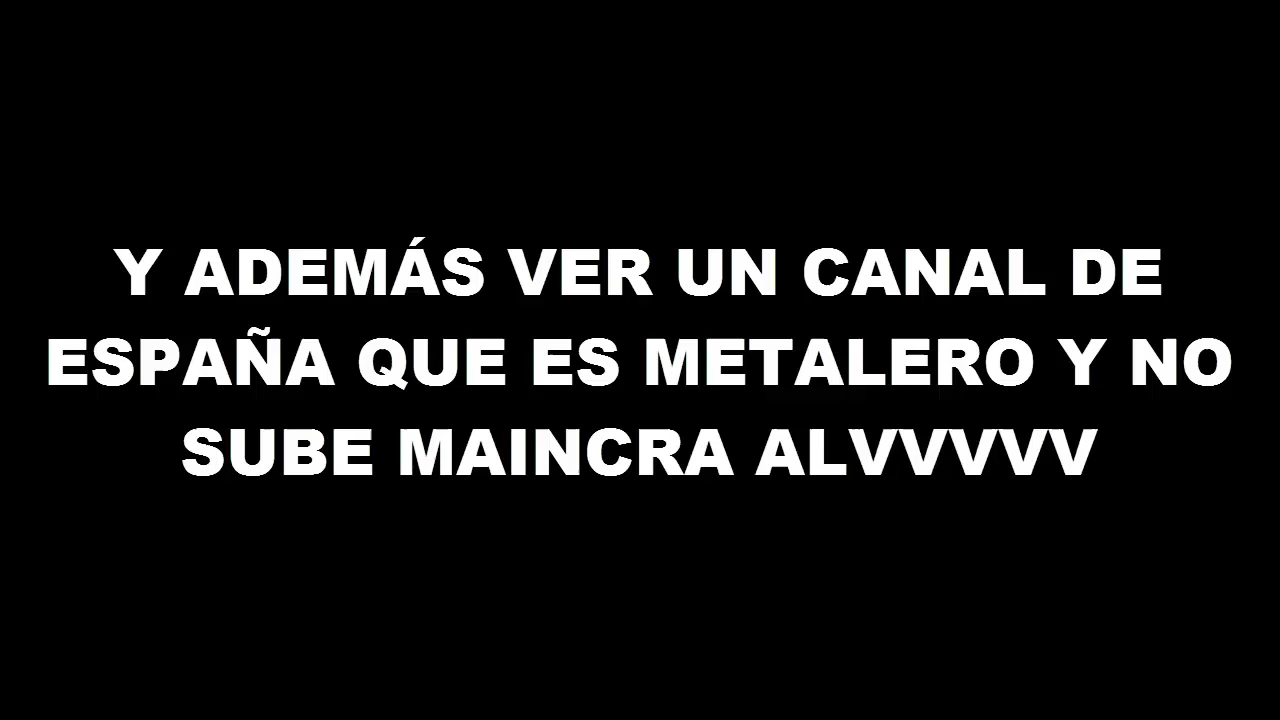 Y ADEMÁS VER UN CANAL DE
ESPAÑA QUE ES METALERO Y NO
SUBE MAINCRA ALVVVVV